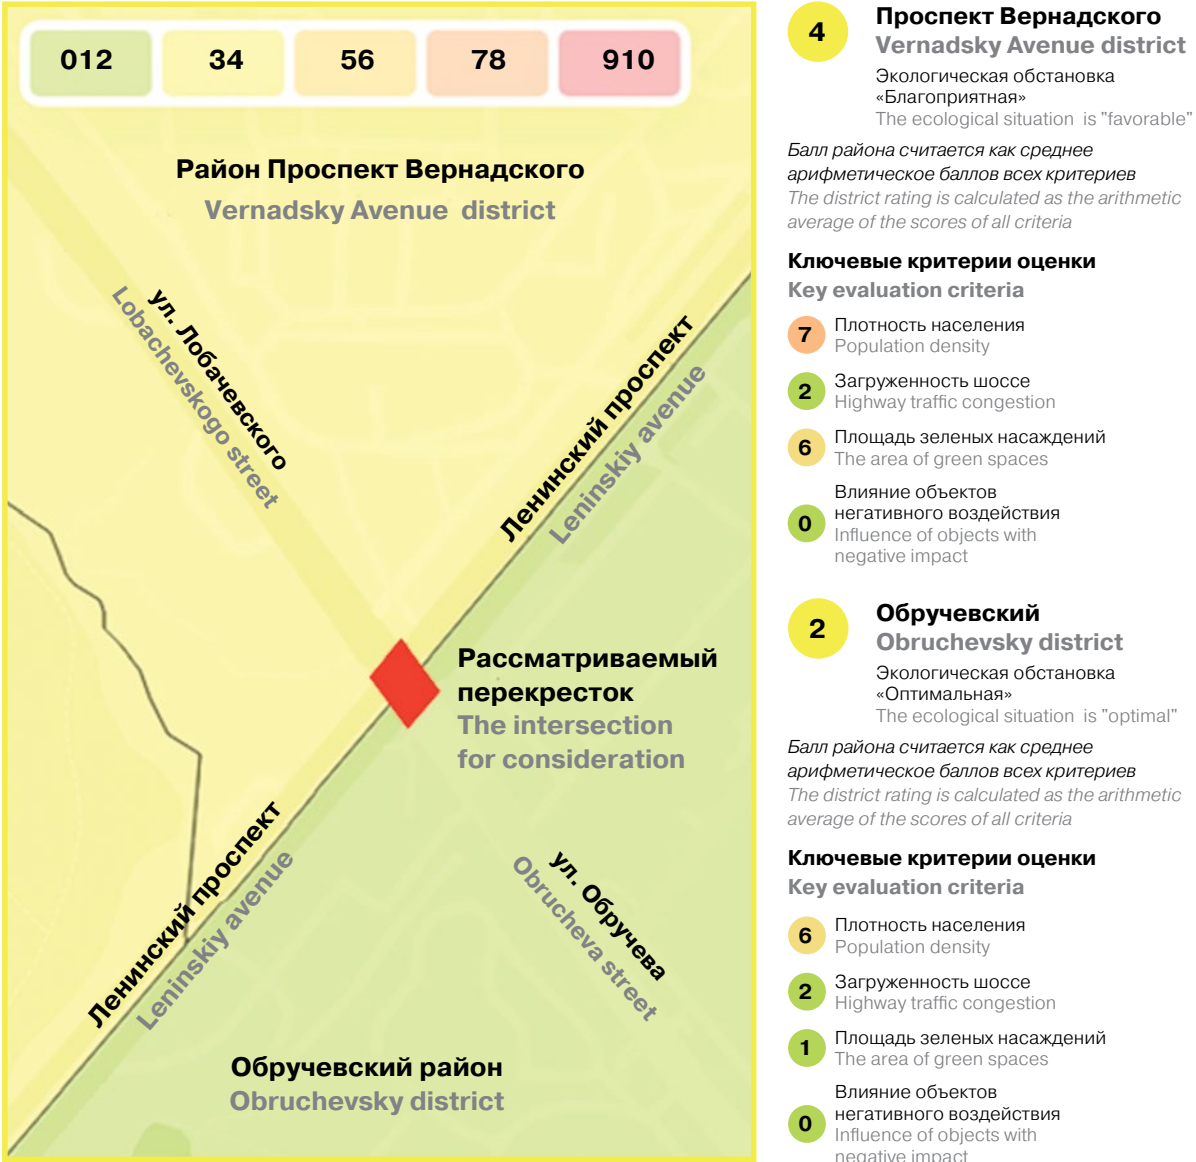 012 34 56 78 910
Район Проспект Вернадского
Vernadsky Avenue district
ул. Лобачевского
Lobachevskogo street
Ленинский проспект
Leninskiy avenue
Рассматриваемый
перекресток
The intersection
for consideration
Ленинский проспект
Leninskiy avenue
ул. Обручева
Obrucheva street
Обручевский район
Obruchevsky district
4
Проспект Вернадского
Vernadsky Avenue district
Экологическая обстановка
«Благоприятная»
The ecological situation is "favorable"
Балл района считается как среднее
арифметическое баллов всех критериев
The district rating is calculated as the arithmetic
average of the scores of all criteria
Ключевые критерии оценки
Key evaluation criteria
7
Плотность населения
Population density
2
Загруженность шоссе
Highway traffic congestion
6
Площадь зеленых насаждений
The area of green spaces
0
Влияние объектов
негативного воздействия
Influence of objects with
negative impact
2
Обручевский
Obruchevsky district
Экологическая обстановка
«Оптимальная»
The ecological situation is "optimal"
Балл района считается как среднее
арифметическое баллов всех критериев
The district rating is calculated as the arithmetic
average of the scores of all criteria
Ключевые критерии оценки
Key evaluation criteria
6
Плотность населения
Population density
2
Загруженность шоссе
Highway traffic congestion
1
Площадь зеленых насаждений
The area of green spaces
0
Влияние объектов
негативного воздействия
Influence of objects with
negative impact